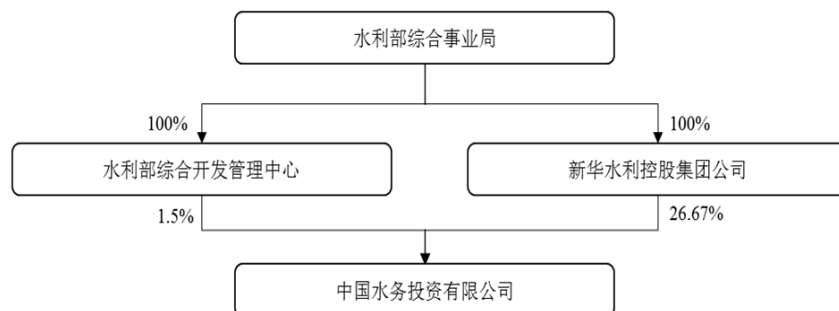 水利部综合事业局
100%
100%
水利部综合开发管理中心
新华水利控股集团公司
1.5%
26.67%
中国水务投资有限公司